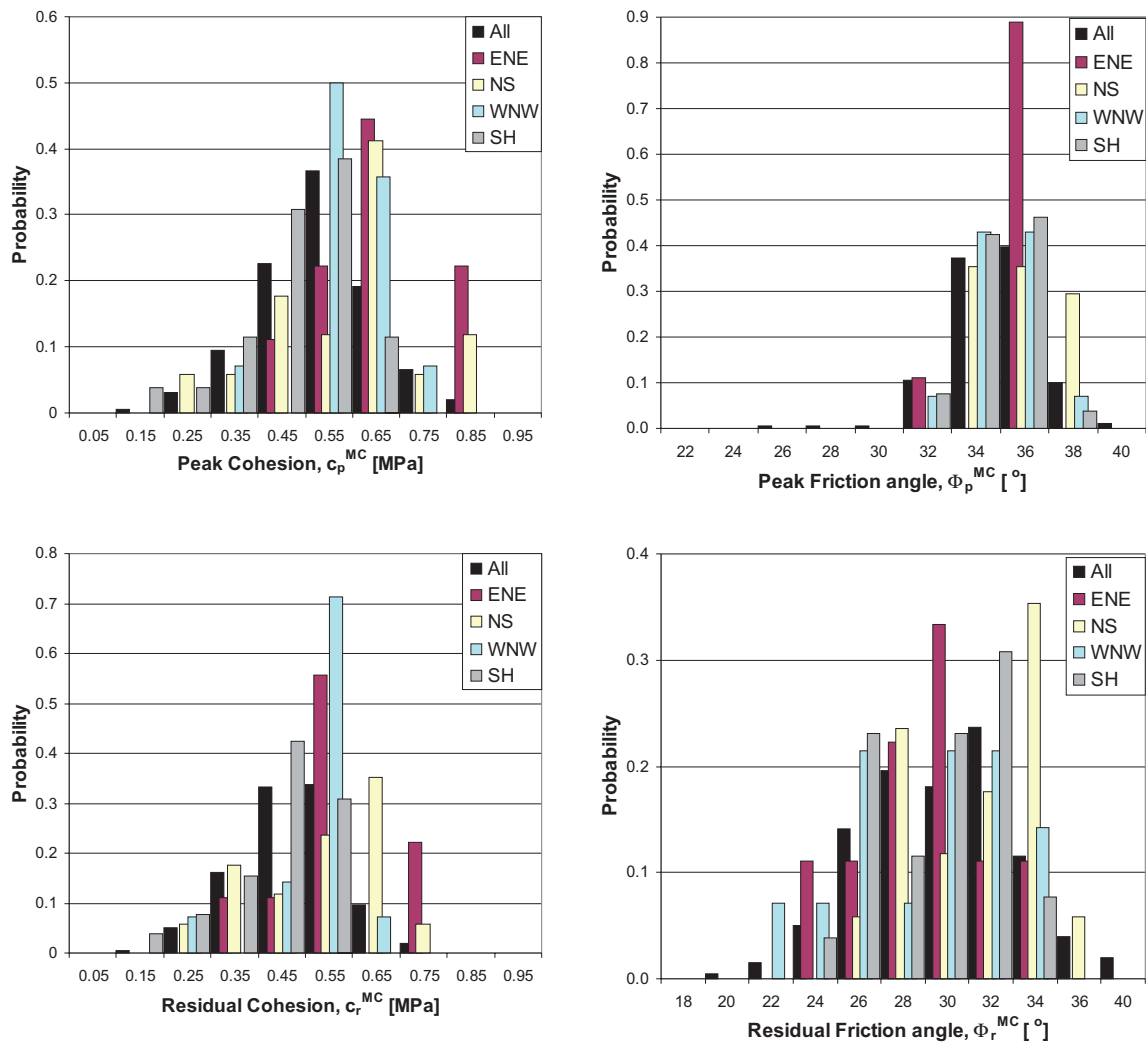 0.6
0.5
0.4
0.3
0.2
0.1
0
Probability
All
ENE
NS
WNW
SH
0.05 0.15 0.25 0.35 0.45 0.55 0.65 0.75 0.85 0.95
Peak Cohesion, cₚᴹᶜ [MPa]
0.9
0.8
0.7
0.6
0.5
0.4
0.3
0.2
0.1
0.0
Probability
All
ENE
NS
WNW
SH
22 24 26 28 30 32 34 36 38 40
Peak Friction angle, Φₚᴹᶜ [ º]
0.8
0.7
0.6
0.5
0.4
0.3
0.2
0.1
0
Probability
All
ENE
NS
WNW
SH
0.05 0.15 0.25 0.35 0.45 0.55 0.65 0.75 0.85 0.95
Residual Cohesion, cᵣᴹᶜ [MPa]
0.4
0.3
0.2
0.1
0.0
Probability
All
ENE
NS
WNW
SH
18 20 22 24 26 28 30 32 34 36 40
Residual Friction angle, Φᵣᴹᶜ [ º]